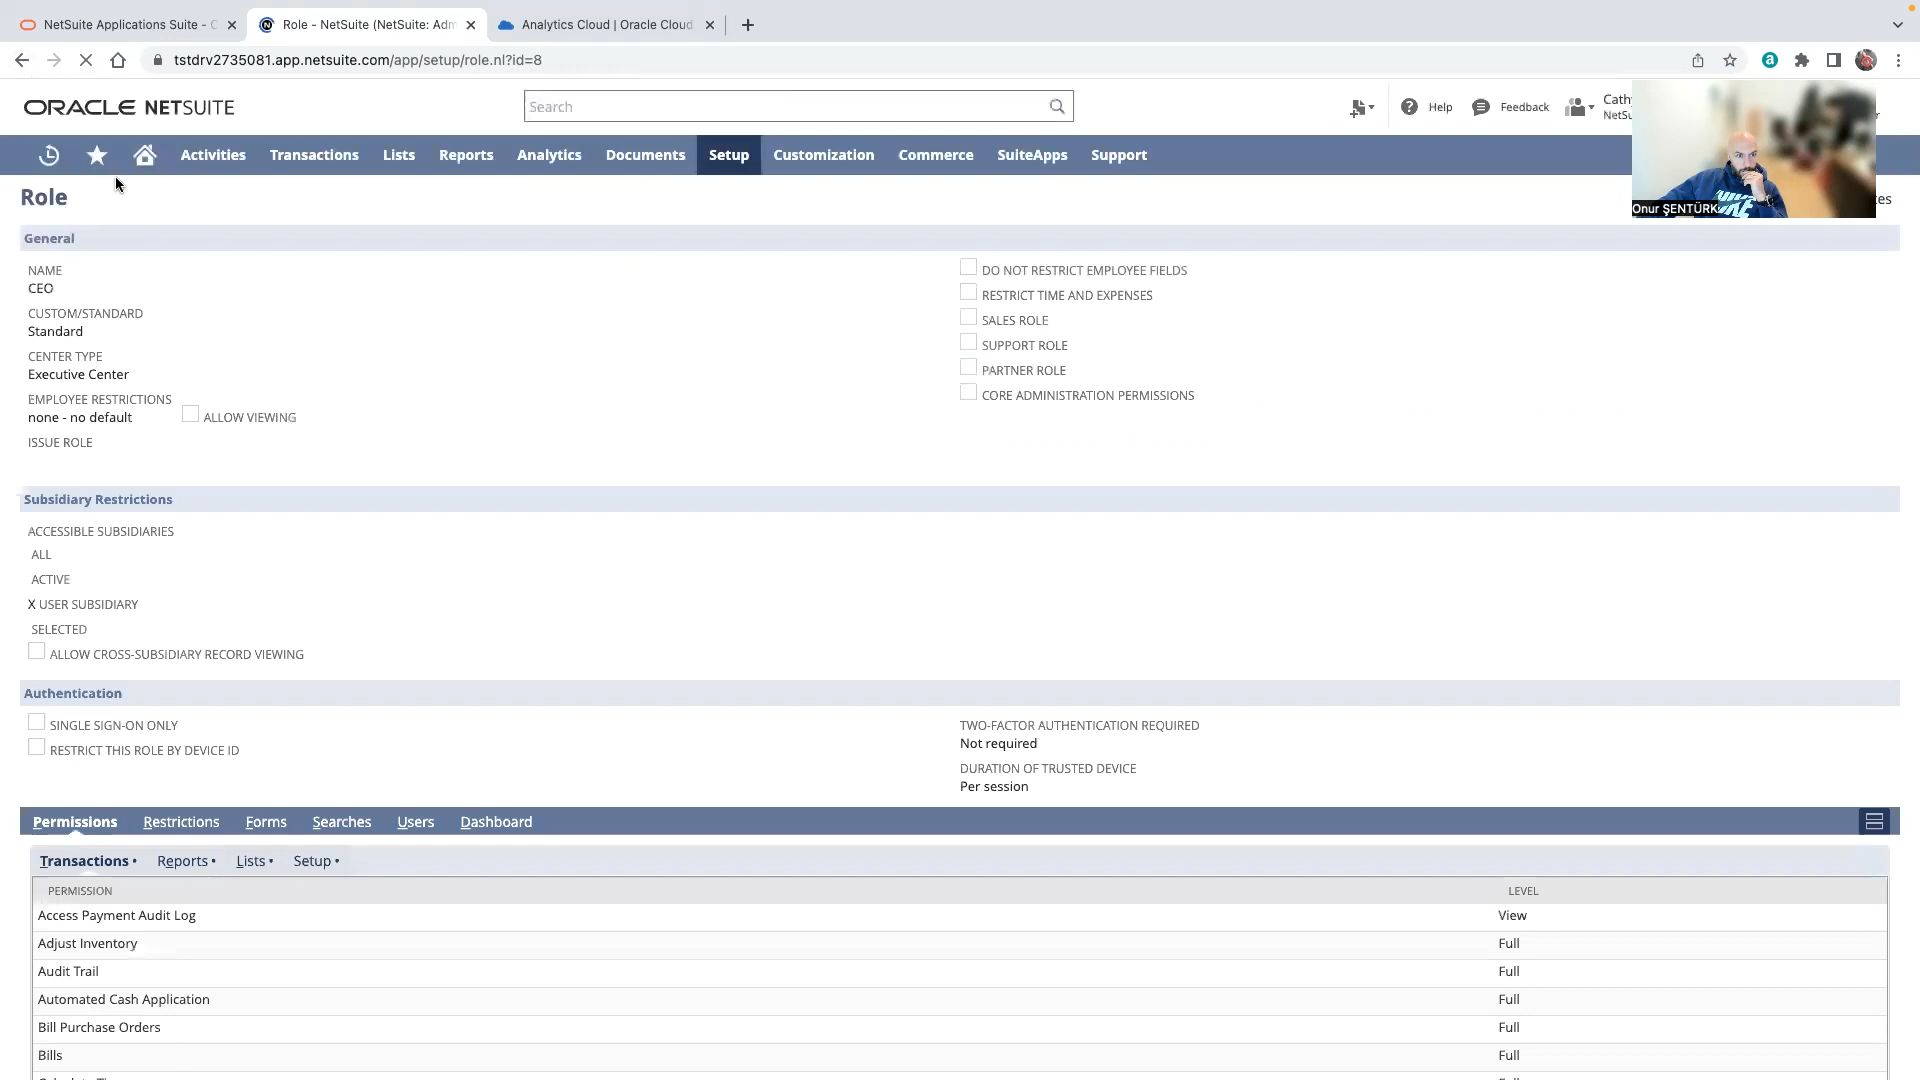 NetSuite Applications Suite - C
Role - NetSuite (NetSuite: Adm
Analytics Cloud | Oracle Cloud
tstdrv2735081.app.netsuite.com/app/setup/role.nl?id=8
ORACLE NETSUITE
Search
Help
Feedback
Cathy
NetSu
Activities
Transactions
Lists
Reports
Analytics
Documents
Setup
Customization
Commerce
SuiteApps
Support
Onur ŞENTÜRK
Role
General
NAME
CEO
CUSTOM/STANDARD
Standard
CENTER TYPE
Executive Center
EMPLOYEE RESTRICTIONS
none - no default
ALLOW VIEWING
ISSUE ROLE
DO NOT RESTRICT EMPLOYEE FIELDS
RESTRICT TIME AND EXPENSES
SALES ROLE
SUPPORT ROLE
PARTNER ROLE
CORE ADMINISTRATION PERMISSIONS
Subsidiary Restrictions
ACCESSIBLE SUBSIDIARIES
ALL
ACTIVE
X USER SUBSIDIARY
SELECTED
ALLOW CROSS-SUBSIDIARY RECORD VIEWING
Authentication
SINGLE SIGN-ON ONLY
RESTRICT THIS ROLE BY DEVICE ID
TWO-FACTOR AUTHENTICATION REQUIRED
Not required
DURATION OF TRUSTED DEVICE
Per session
Permissions
Restrictions
Forms
Searches
Users
Dashboard
Transactions •
Reports •
Lists •
Setup •
PERMISSION
LEVEL
Access Payment Audit Log
View
Adjust Inventory
Full
Audit Trail
Full
Automated Cash Application
Full
Bill Purchase Orders
Full
Bills
Full